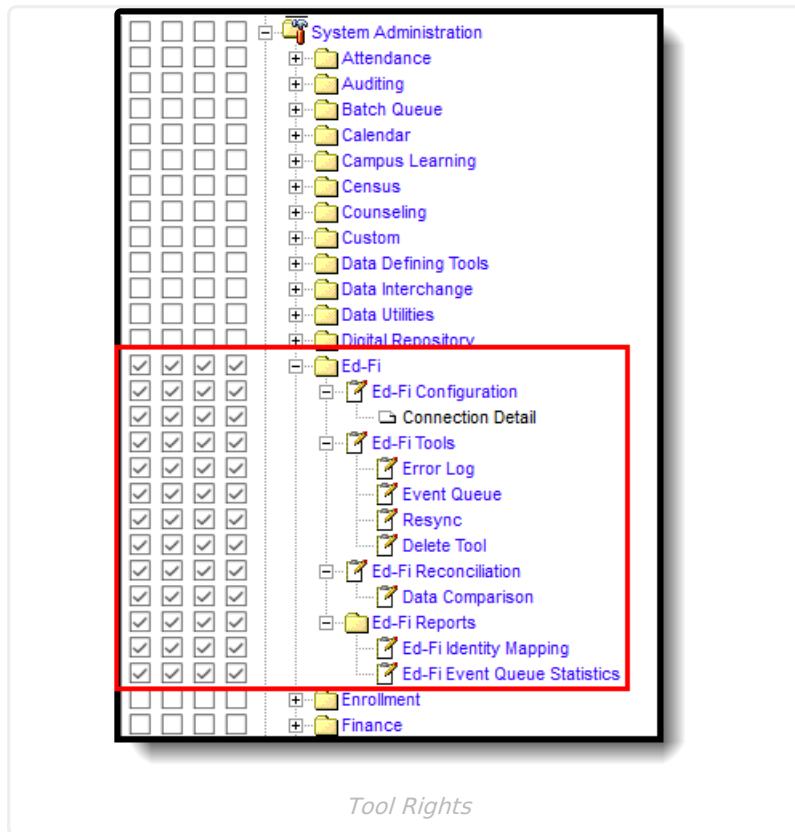 System Administration
Attendance
Auditing
Batch Queue
Calendar
Campus Learning
Census
Counseling
Custom
Data Defining Tools
Data Interchange
Data Utilities
Digital Repository
Ed-Fi
Ed-Fi Configuration
Connection Detail
Ed-Fi Tools
Error Log
Event Queue
Resync
Delete Tool
Ed-Fi Reconciliation
Data Comparison
Ed-Fi Reports
Ed-Fi Identity Mapping
Ed-Fi Event Queue Statistics
Enrollment
Finance
Tool Rights